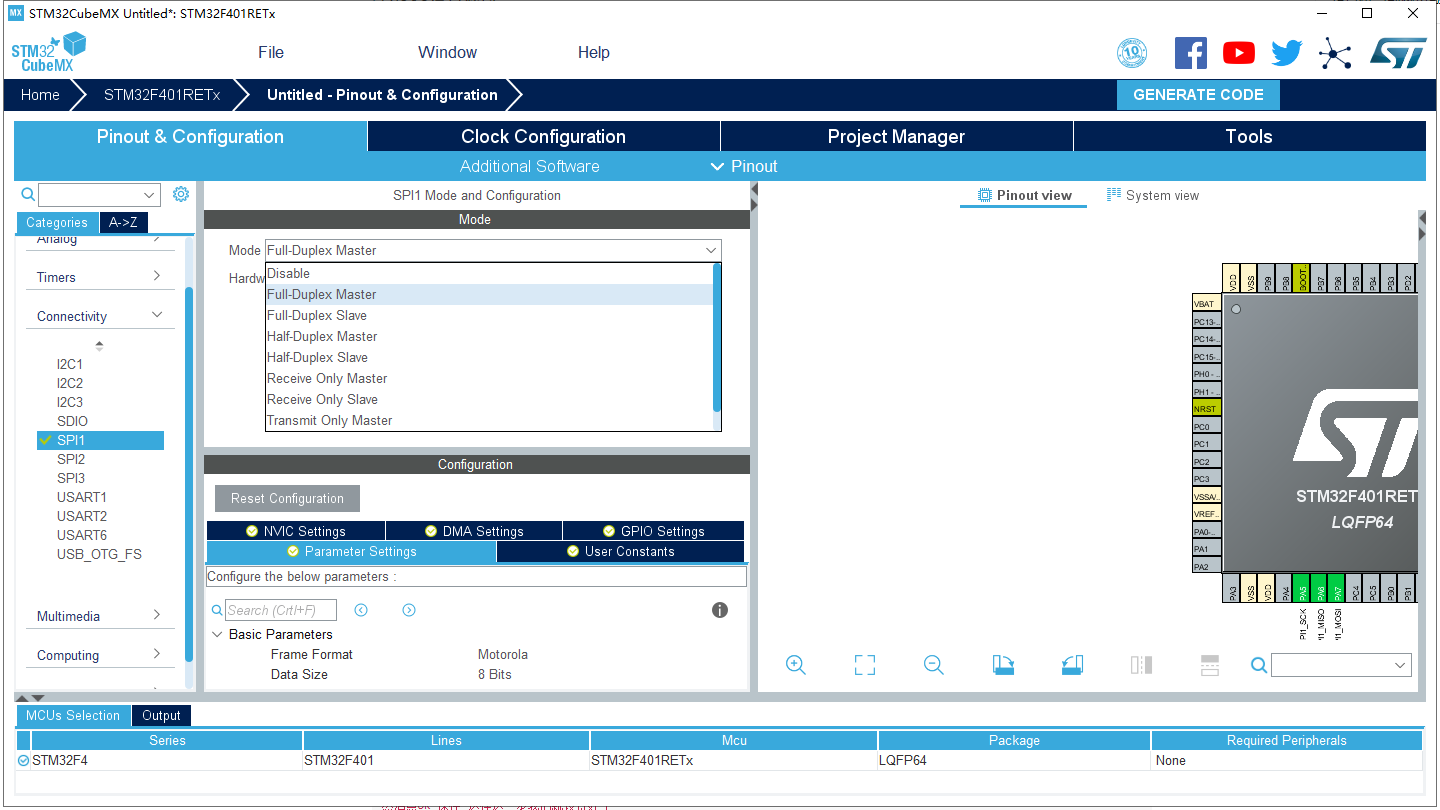 MX STM32CubeMX Untitled*: STM32F401RETx
STM32
CubeMX
File Window Help
10
ST
Home STM32F401RETx Untitled - Pinout & Configuration GENERATE CODE
Pinout & Configuration Clock Configuration Project Manager Tools
Additional Software Pinout
SPI1 Mode and Configuration
Pinout view System view
Categories A->Z
Mode
Analog
Timers
Connectivity
I2C1
I2C2
I2C3
SDIO
SPI1
SPI2
SPI3
USART1
USART2
USART6
USB_OTG_FS
Multimedia
Computing
Mode Full-Duplex Master
Hardw
Disable
Full-Duplex Master
Full-Duplex Slave
Half-Duplex Master
Half-Duplex Slave
Receive Only Master
Receive Only Slave
Transmit Only Master
Configuration
Reset Configuration
NVIC Settings DMA Settings GPIO Settings
Parameter Settings User Constants
Configure the below parameters :
Search (Crtl+F)
Basic Parameters
Frame Format Motorola
Data Size 8 Bits
VDD VSS PB9 PB8 BOOT.. PB7 PB6 PB5 PB4 PB3 PD2
VBAT
PC13-..
PC14-..
PC15-..
PH0 -..
PH1 -..
NRST
PC0
PC1
PC2
PC3
VSSA/..
VREF..
PA0-..
PA1
PA2
STM32F401RET
LQFP64
PA3 VSS VDD PA4 PA5 PA6 PA7 PC4 PC5 PB0 PB1
PI1_SCK
I1_MISO
I1_MOSI
MCUs Selection Output
Series Lines Mcu Package Required Peripherals
STM32F4 STM32F401 STM32F401RETx LQFP64 None